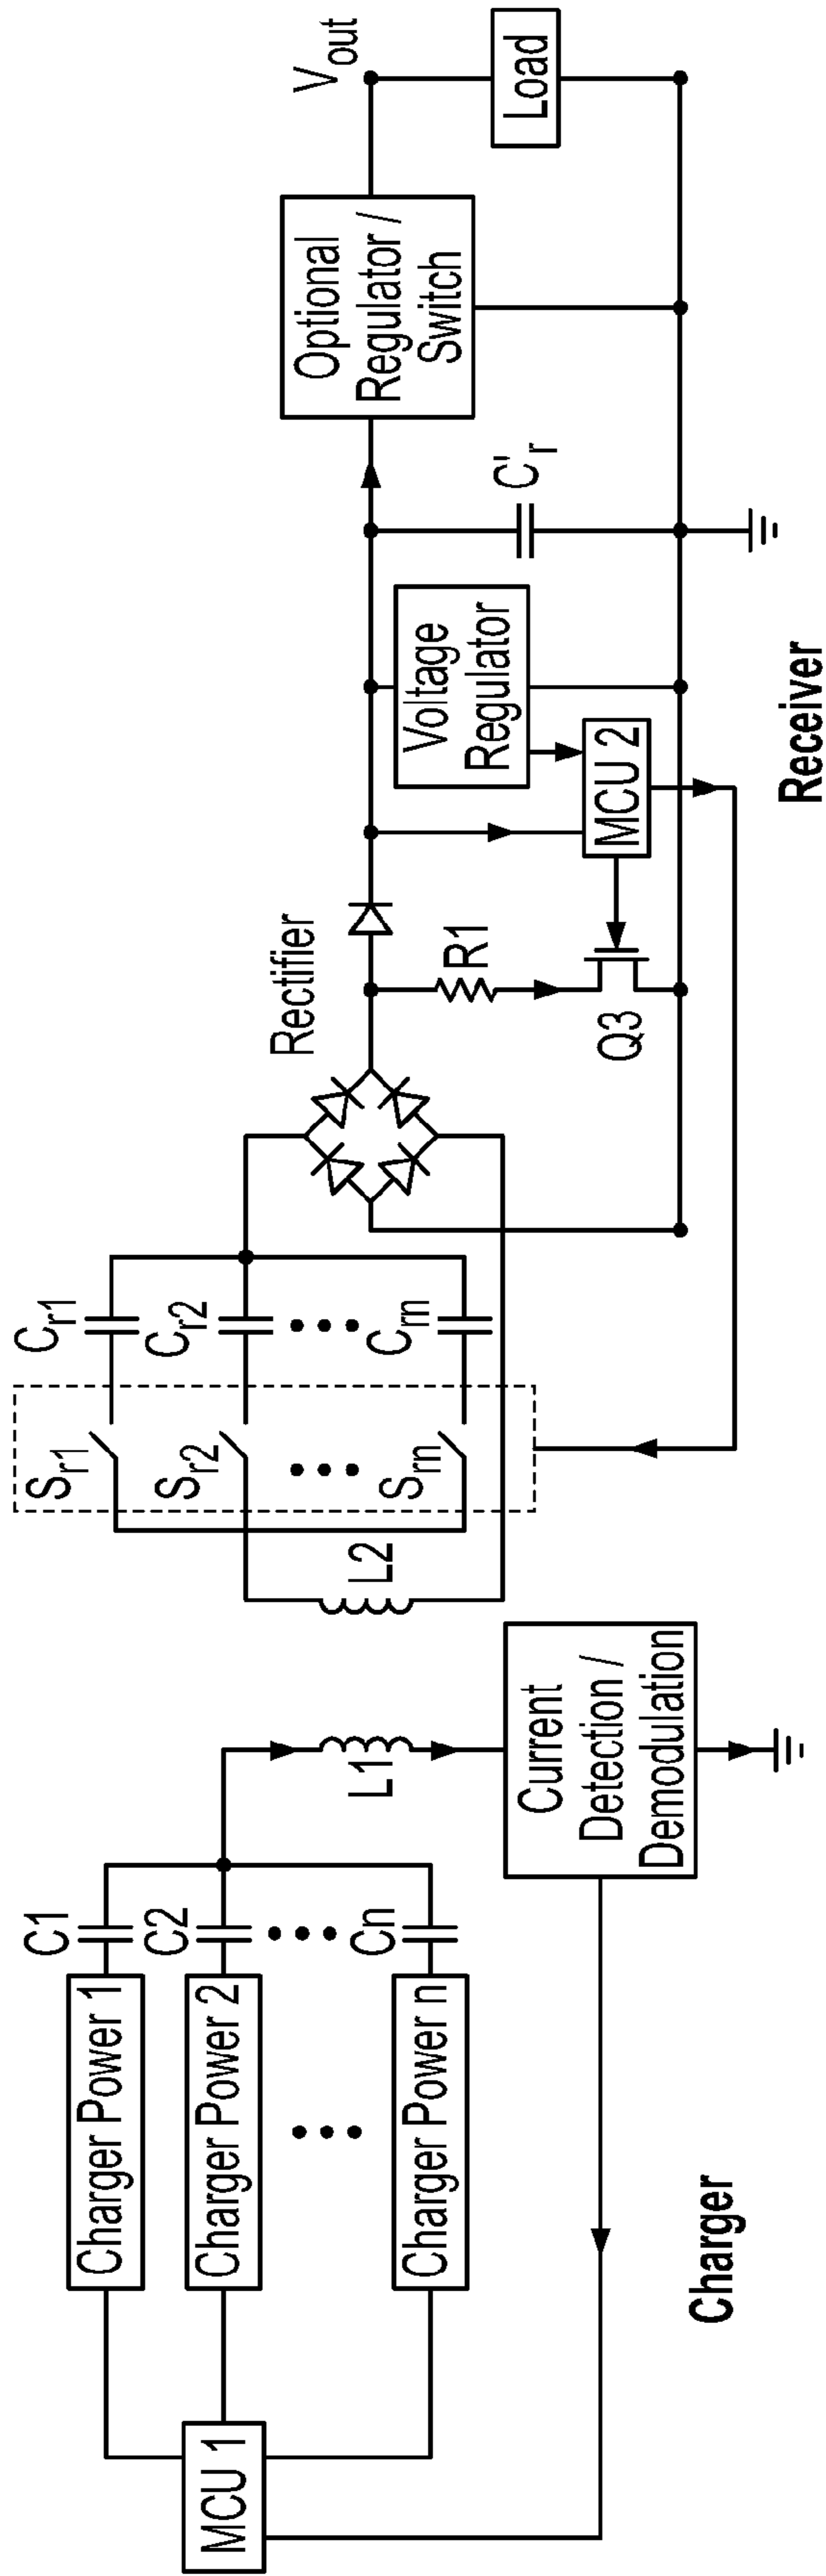 MCU 1
Charger Power 1
Charger Power 2
Charger Power n
C1
C2
Cn
L1
Current
Detection /
Demodulation
Charger
L2
Sr1
Sr2
Srn
Cr1
Cr2
Crn
Rectifier
R1
Q3
MCU 2
Voltage
Regulator
C'r
Optional
Regulator /
Switch
Vout
Load
Receiver